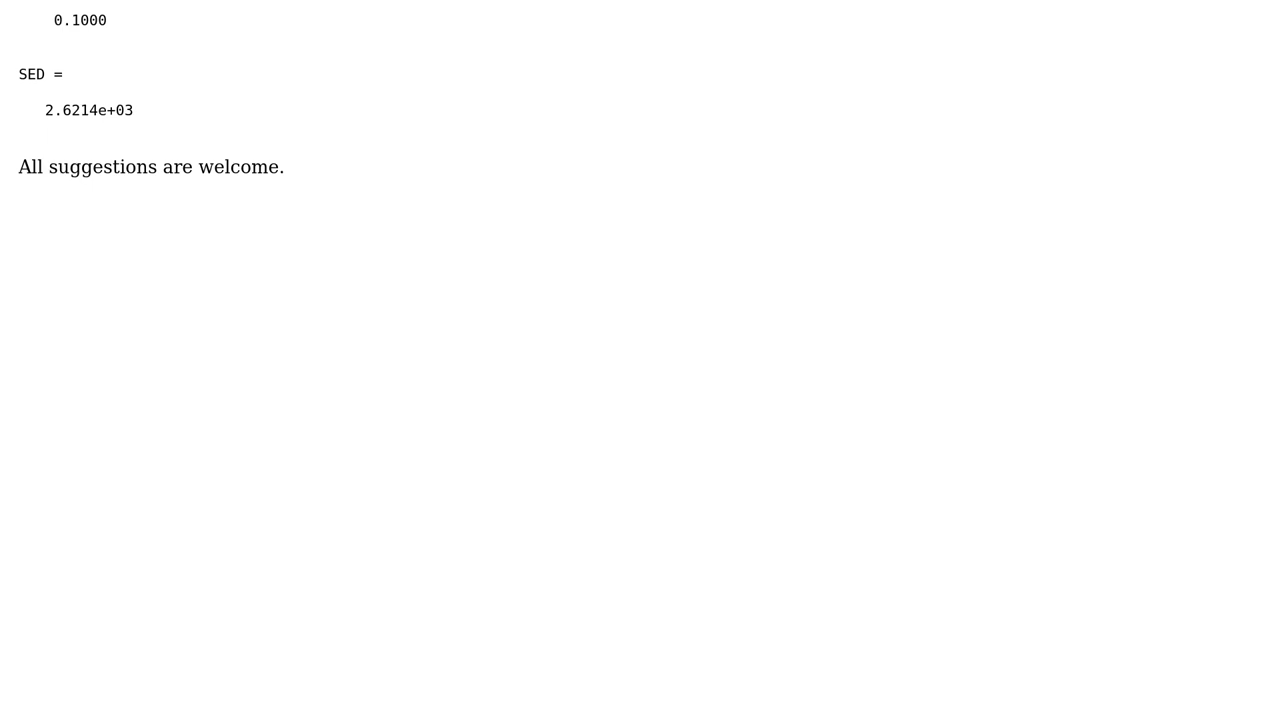 0.1000
SED =
2.6214e+03
All suggestions are welcome.